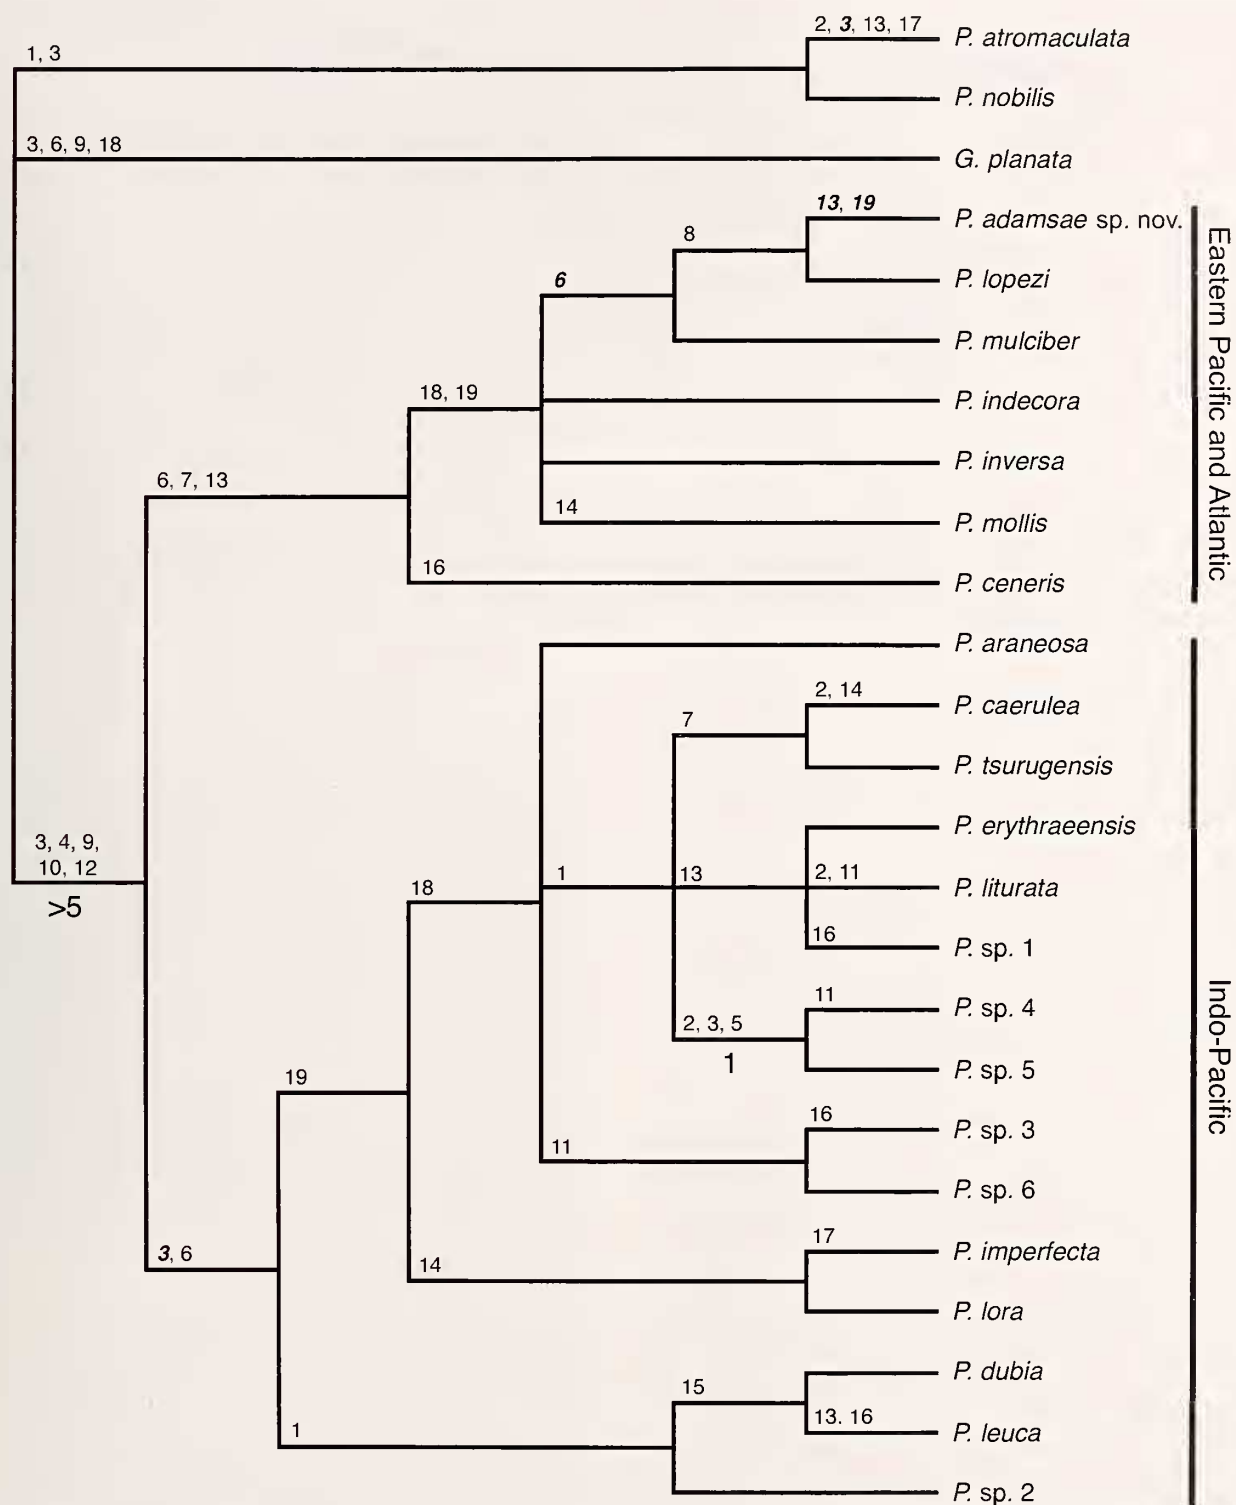 2, 3, 13, 17
P. atromaculata
1, 3
P. nobilis
3, 6, 9, 18
G. planata
13, 19
P. adamsae sp. nov.
8
P. lopezi
6
P. mulciber
18, 19
P. indecora
P. inversa
6, 7, 13
14
P. mollis
16
P. ceneris
Eastern Pacific and Atlantic
P. araneosa
2, 14
P. caerulea
7
P. tsurugensis
P. erythraeensis
3, 4, 9,
10, 12
>5
18
1
13
2, 11
P. liturata
16
P. sp. 1
11
P. sp. 4
2, 3, 5
1
P. sp. 5
19
16
P. sp. 3
11
P. sp. 6
3, 6
17
P. imperfecta
14
P. lora
P. dubia
15
13. 16
P. leuca
1
P. sp. 2
Indo-Pacific